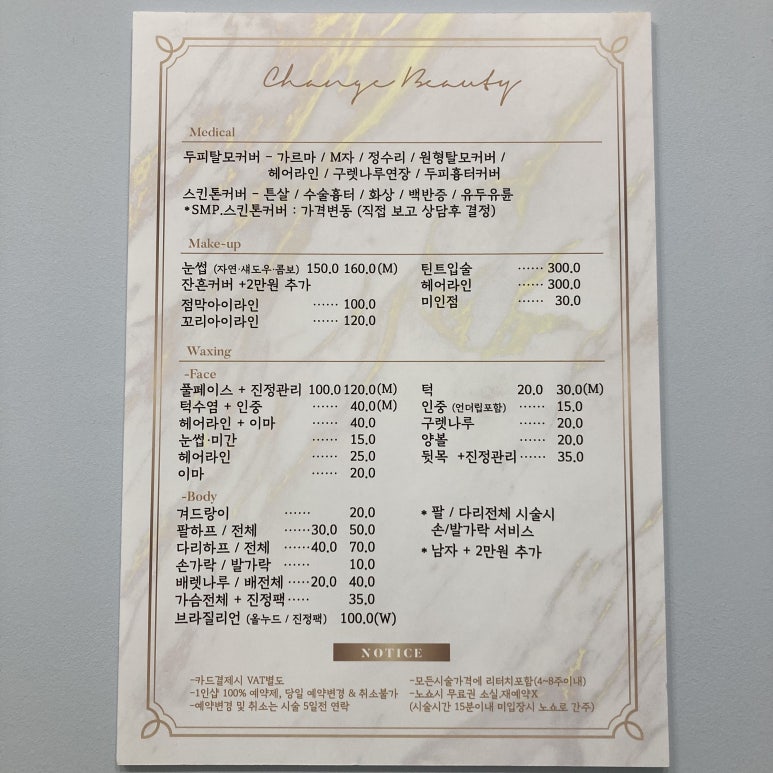 Change Beauty
Medical
두피탈모커버 - 가르마 / M자 / 정수리 / 원형탈모커버 /
헤어라인 / 구렛나루연장 / 두피흉터커버
스킨톤커버 - 튼살 / 수술흉터 / 화상 / 백반증 / 유두유륜
*SMP.스킨톤커버 : 가격변동 (직접 보고 상담후 결정)
Make-up
눈썹 (자연·섀도우·콤보) 150.0 160.0(M)
잔흔커버 +2만원 추가
점막아이라인 ······ 100.0
꼬리아이라인 ······ 120.0
틴트입술 ······ 300.0
헤어라인 ······ 300.0
미인점 ······ 30.0
Waxing
-Face
풀페이스 + 진정관리 100.0 120.0(M)
턱수염 + 인중 ······ 40.0(M)
헤어라인 + 이마 ······ 40.0
눈썹·미간 ······ 15.0
헤어라인 ······ 25.0
이마 ······ 20.0
턱 20.0 30.0(M)
인중 (언더립포함) ······ 15.0
구렛나루 ······ 20.0
양볼 ······ 20.0
뒷목 +진정관리 ······ 35.0
-Body
겨드랑이 ······ 20.0
팔하프 / 전체 ······30.0 50.0
다리하프 / 전체 ······40.0 70.0
손가락 / 발가락 ······ 10.0
배렛나루 / 배전체 ·····20.0 40.0
가슴전체 + 진정팩 ····· 35.0
브라질리언 (올누드 / 진정팩) 100.0(W)
* 팔 / 다리전체 시술시
손/발가락 서비스
* 남자 + 2만원 추가
NOTICE
-카드결제시 VAT별도
-1인샵 100% 예약제, 당일 예약변경 & 취소불가
-예약변경 및 취소는 시술 5일전 연락
-모든시술가격에 리터치포함(4~8주이내)
-노쇼시 무료권 소실,재예약X
(시술시간 15분이내 미입장시 노쇼로 간주)